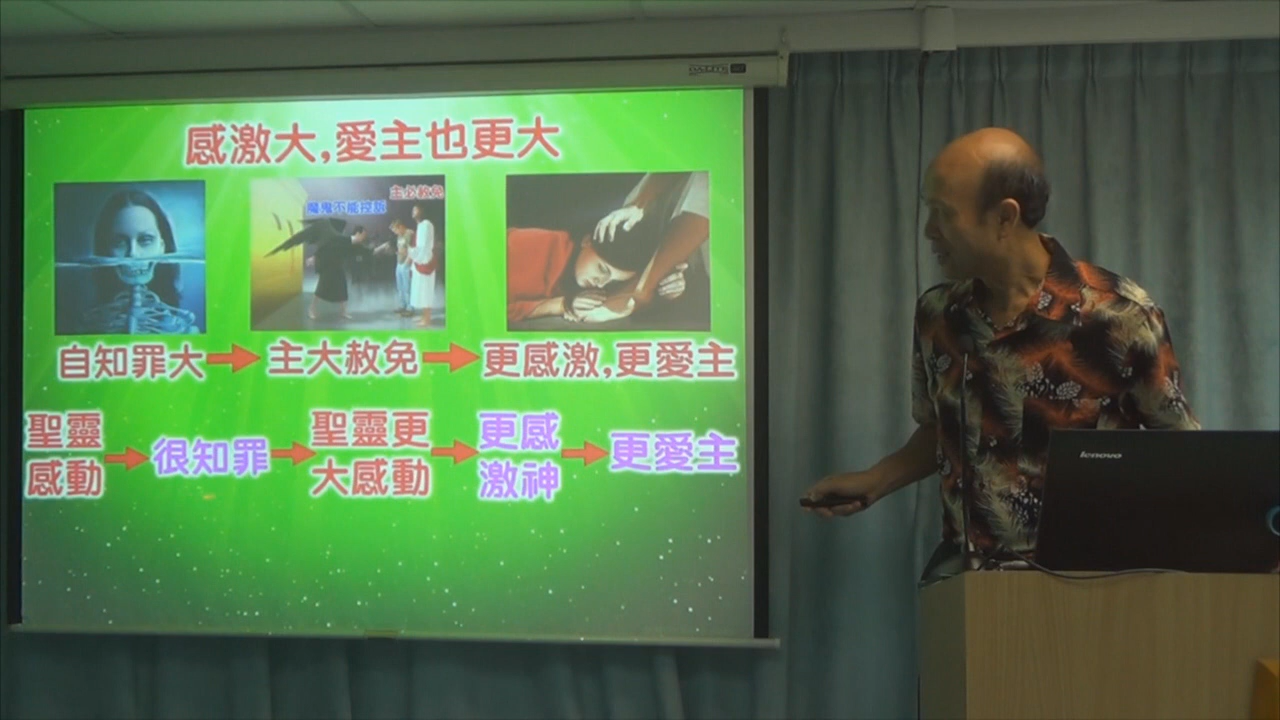 感激大,愛主也更大
主必赦免
魔鬼不能控訴
自知罪大→主大赦免→更感激,更愛主
聖靈感動→很知罪→聖靈更大感動→更感激神→更愛主
lenovo